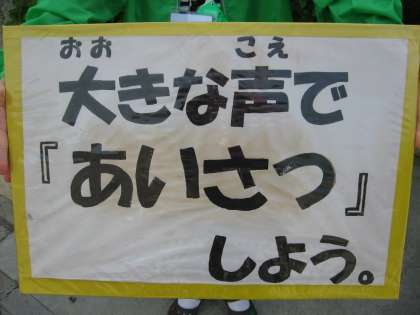 おお こえ
大きな声で
『あいさつ』
しよう。